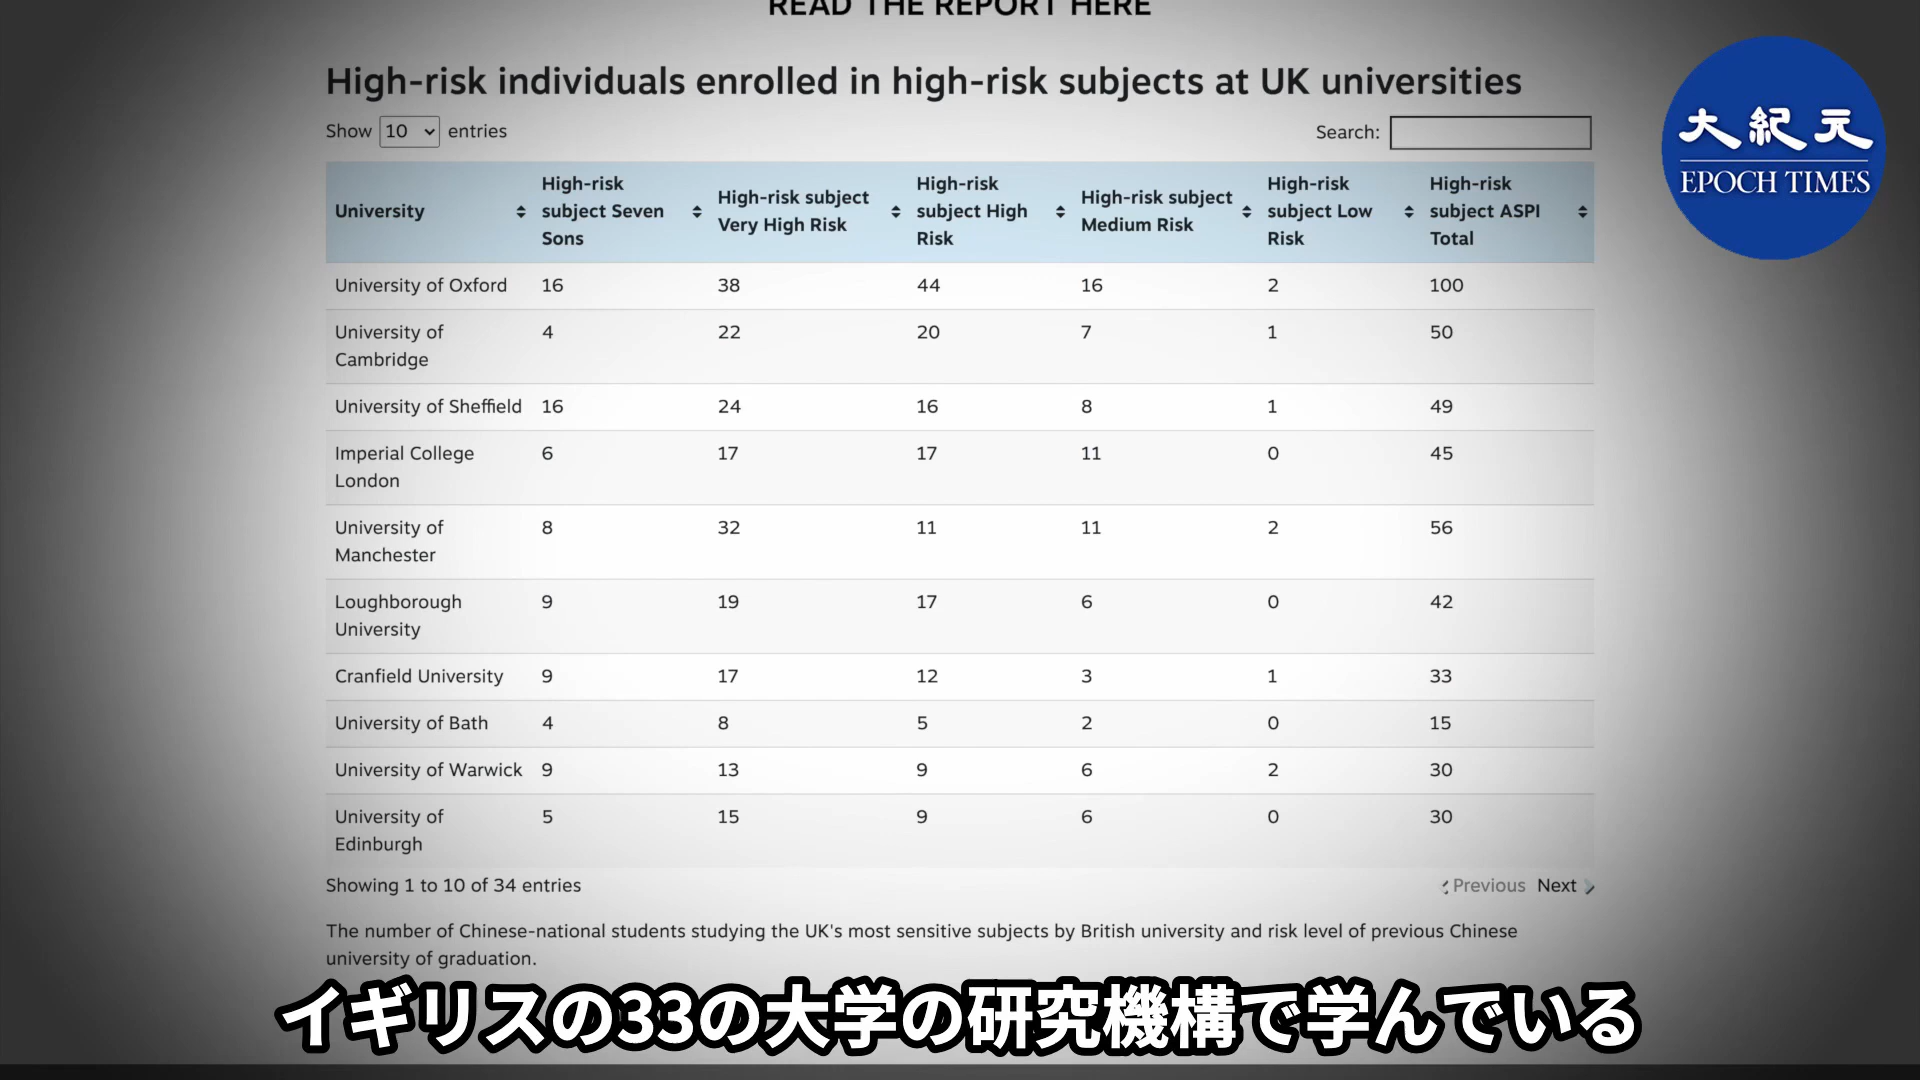 READ THE REPORT HERE
High-risk individuals enrolled in high-risk subjects at UK universities
Show 10 entries Search:
大紀元
EPOCH TIMES
University High-risk subject Seven Sons High-risk subject Very High Risk High-risk subject High Risk High-risk subject Medium Risk High-risk subject Low Risk High-risk subject ASPI Total
University of Oxford 16 38 44 16 2 100
University of Cambridge 4 22 20 7 1 50
University of Sheffield 16 24 16 8 1 49
Imperial College London 6 17 17 11 0 45
University of Manchester 8 32 11 11 2 56
Loughborough University 9 19 17 6 0 42
Cranfield University 9 17 12 3 1 33
University of Bath 4 8 5 2 0 15
University of Warwick 9 13 9 6 2 30
University of Edinburgh 5 15 9 6 0 30
Showing 1 to 10 of 34 entries Previous Next
The number of Chinese-national students studying the UK's most sensitive subjects by British university and risk level of previous Chinese
university of graduation.
イギリスの33の大学の研究機構で学んでいる